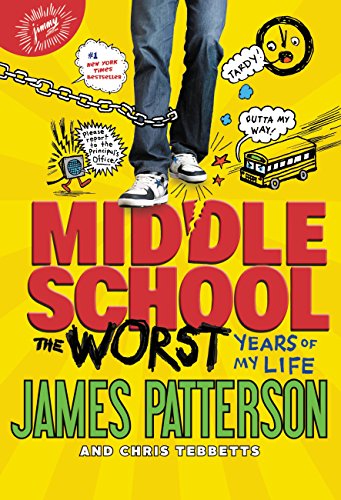 jimmy
#1
NEW YORK
TIMES
BESTSELLER
TARDY!
OUTTA MY
WAY!
please
report to
the
Principal's
Office!
MIDDLE
SCHOOL
THE WORST YEARS OF
MY LIFE
JAMES PATTERSON
AND CHRIS TEBBETTS